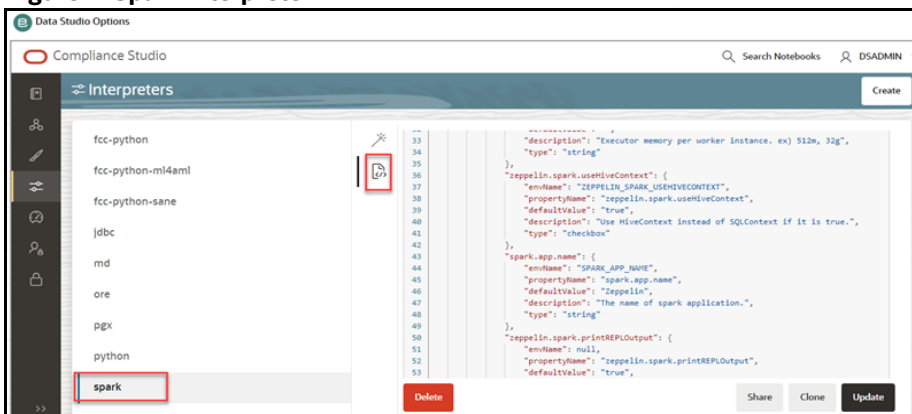 Data Studio Options
Compliance Studio
Search Notebooks
DSADMIN
Interpreters
Create
fcc-python
fcc-python-ml4aml
fcc-python-sane
jdbc
md
ore
pgx
python
spark
33 "description": "Executor memory per worker instance. ex) 512m, 32g",
34 "type": "string"
35 },
36 "zeppelin.spark.useHiveContext": {
37 "envName": "ZEPPELIN_SPARK_USEHIVECONTEXT",
38 "propertyName": "zeppelin.spark.useHiveContext",
39 "defaultValue": "true",
40 "description": "Use HiveContext instead of SQLContext if it is true.",
41 "type": "checkbox"
42 },
43 "spark.app.name": {
44 "envName": "SPARK_APP_NAME",
45 "propertyName": "spark.app.name",
46 "defaultValue": "Zeppelin",
47 "description": "The name of spark application.",
48 "type": "string"
49 },
50 "zeppelin.spark.printREPLOutput": {
51 "envName": null,
52 "propertyName": "zeppelin.spark.printREPLOutput",
53 "defaultValue": "true",
Delete
Share
Clone
Update
>>